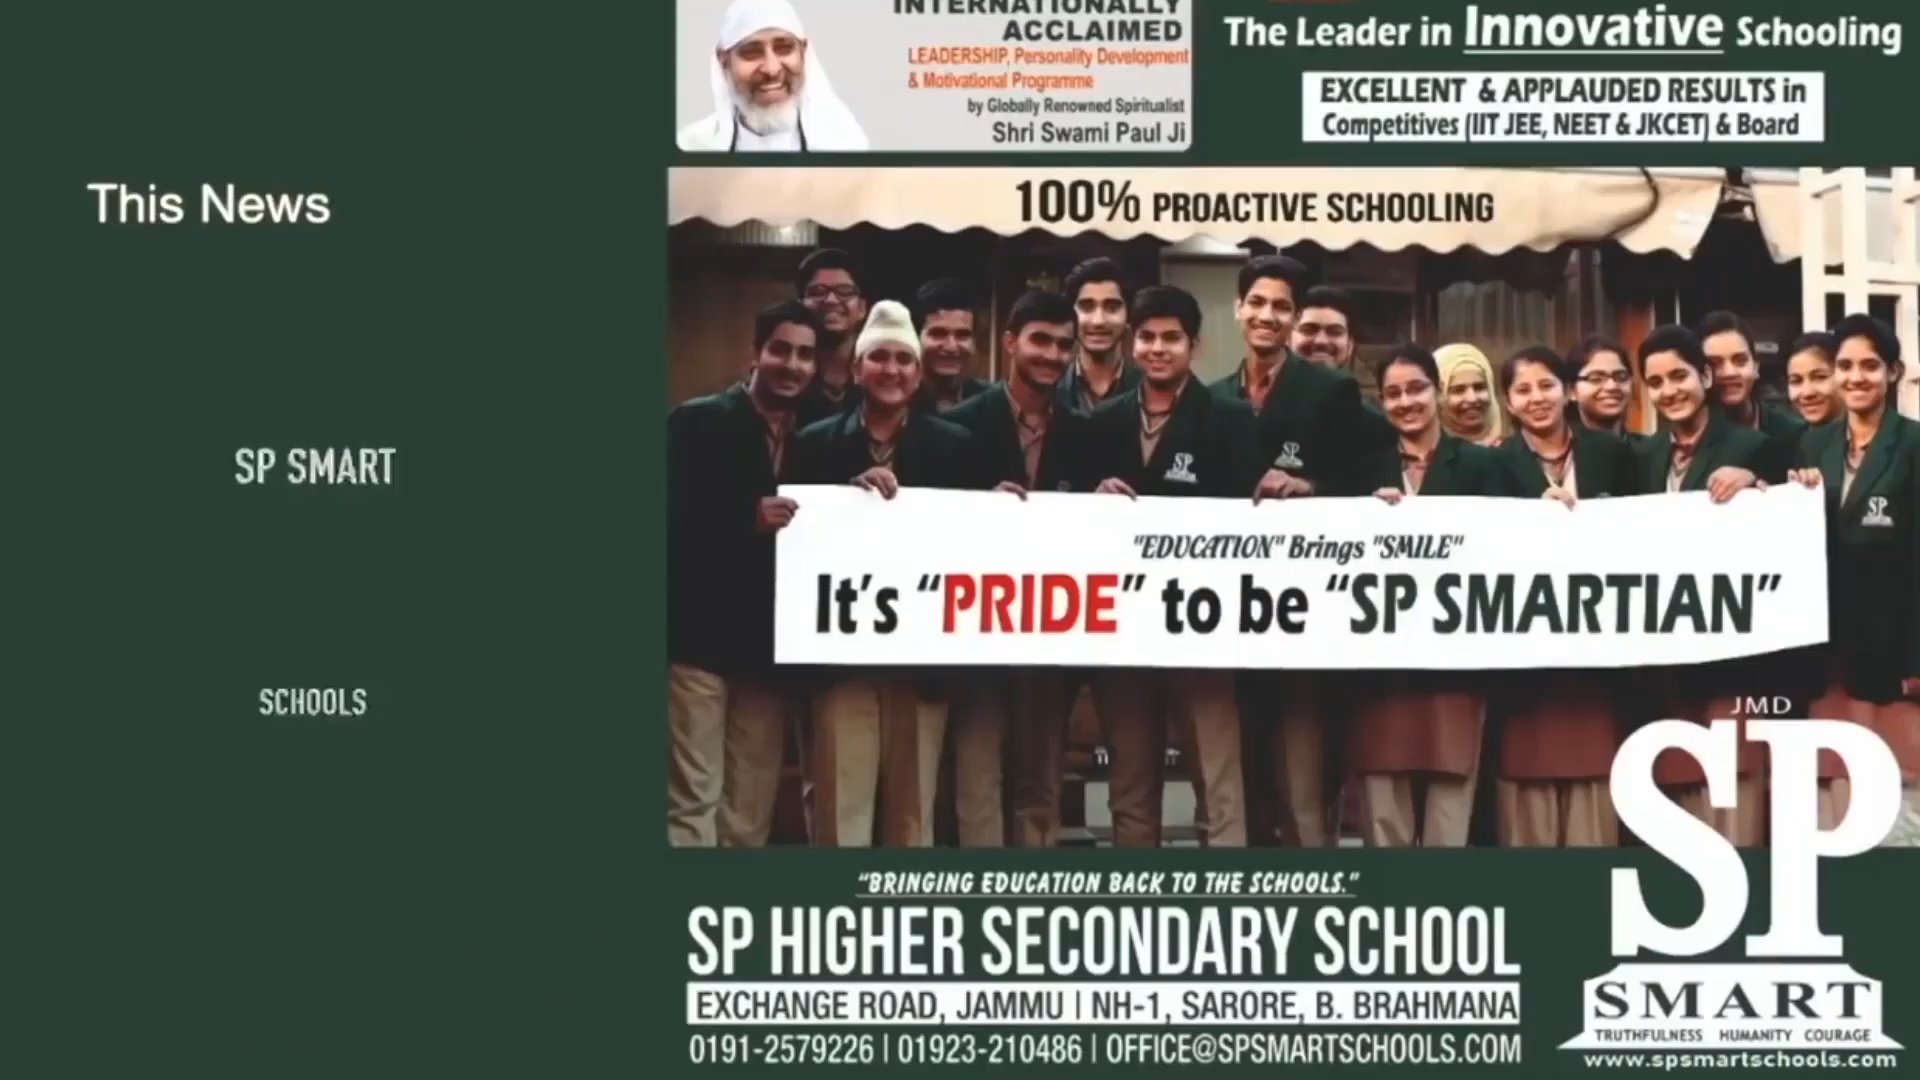 This News
SP SMART
SCHOOLS
INTERNATIONALLY
ACCLAIMED
LEADERSHIP, Personality Development
& Motivational Programme
by Globally Renowned Spiritualist
Shri Swami Paul Ji
The Leader in Innovative Schooling
EXCELLENT & APPLAUDED RESULTS in
Competitives (IIT JEE, NEET & JKCET) & Board
100% PROACTIVE SCHOOLING
SP
SP
SP
"EDUCATION" Brings "SMILE"
It's "PRIDE" to be "SP SMARTIAN"
"BRINGING EDUCATION BACK TO THE SCHOOLS."
SP HIGHER SECONDARY SCHOOL
EXCHANGE ROAD, JAMMU | NH-1, SARORE, B. BRAHMANA
0191-2579226 | 01923-210486 | OFFICE@SPSMARTSCHOOLS.COM
JMD
SP
SMART
TRUTHFULNESS HUMANITY COURAGE
www.spsmartschools.com